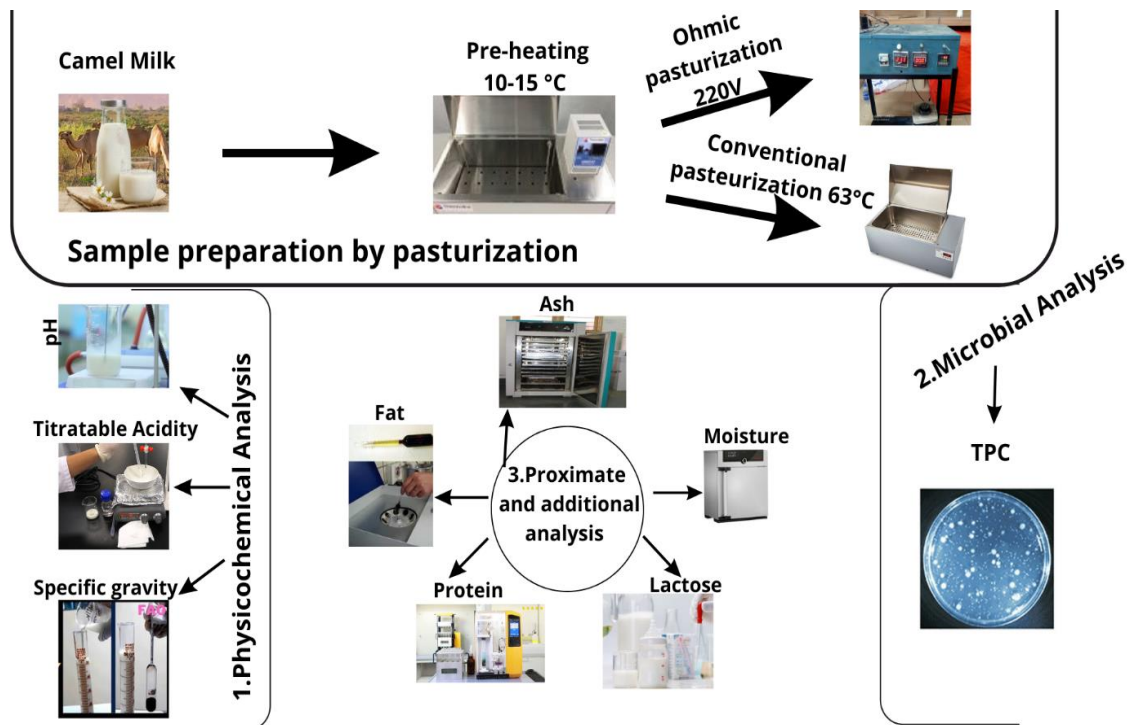 Camel Milk
Pre-heating
10-15 °C
Ohmic
pasturization
220V
Conventional
pasteurization 63°C
Sample preparation by pasturization
pH
Titratable Acidity
Specific gravity
1.Physicochemical Analysis
Ash
Fat
Moisture
3.Proximate
and additional
analysis
Protein
Lactose
2.Microbial Analysis
TPC